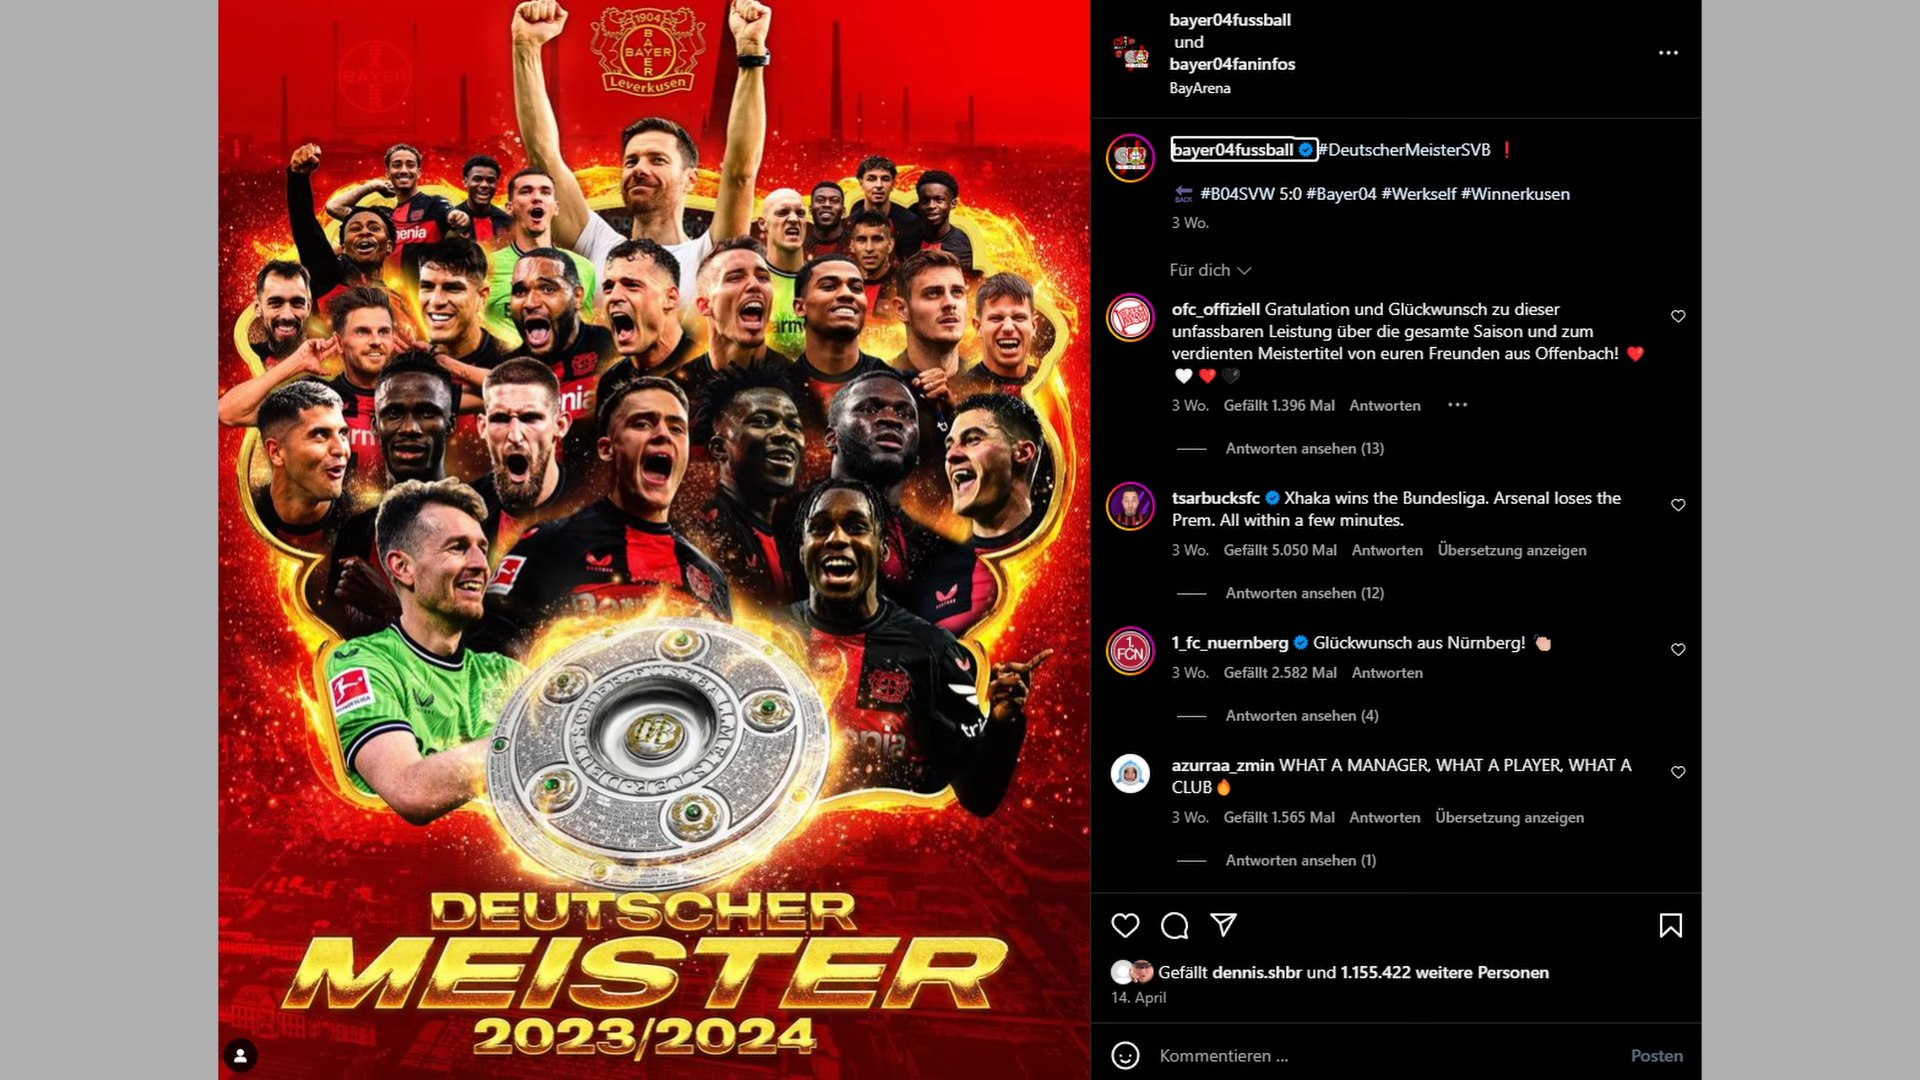 1904
BAYER
BAYER
Leverkusen
DEUTSCHER
MEISTER
2023/2024
bayer04fussball
und
bayer04faninfos
BayArena
bayer04fussball #DeutscherMeisterSVB ❗
🔙 #B04SVW 5:0 #Bayer04 #Werkself #Winnerkusen
3 Wo.
Für dich
ofc_offiziell Gratulation und Glückwunsch zu dieser
unfassbaren Leistung über die gesamte Saison und zum
verdienten Meistertitel von euren Freunden aus Offenbach! ❤️
🤍❤️🖤
3 Wo. Gefällt 1.396 Mal Antworten
Antworten ansehen (13)
tsarbucksfc Xhaka wins the Bundesliga. Arsenal loses the
Prem. All within a few minutes.
3 Wo. Gefällt 5.050 Mal Antworten Übersetzung anzeigen
Antworten ansehen (12)
1_fc_nuernberg Glückwunsch aus Nürnberg! 👏🏻
3 Wo. Gefällt 2.582 Mal Antworten
Antworten ansehen (4)
azurraa_zmin WHAT A MANAGER, WHAT A PLAYER, WHAT A
CLUB🔥
3 Wo. Gefällt 1.565 Mal Antworten Übersetzung anzeigen
Antworten ansehen (1)
Gefällt dennis.shbr und 1.155.422 weitere Personen
14. April
Kommentieren ...
Posten